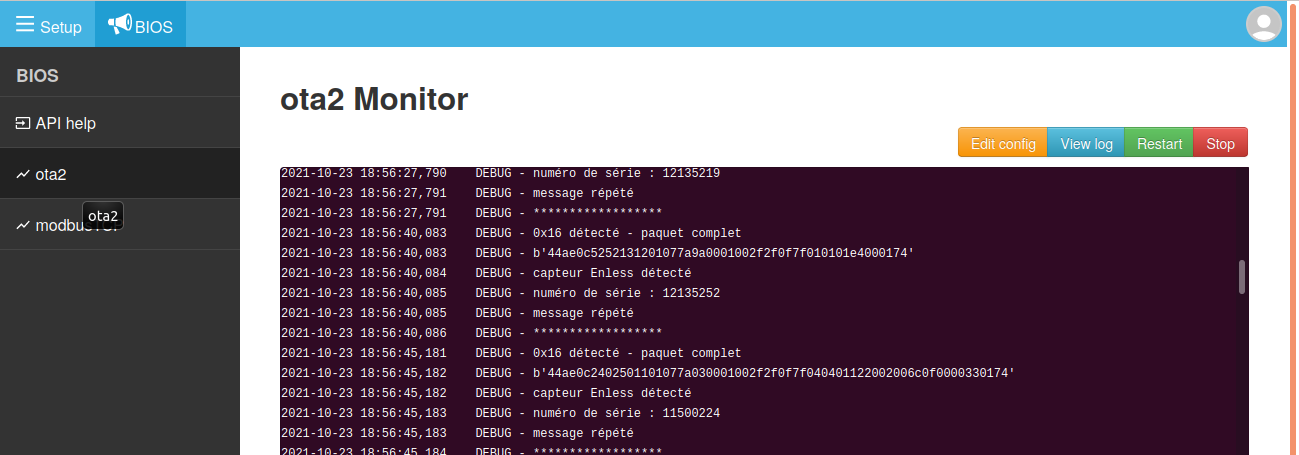 Setup
BIOS
BIOS
API help
ota2
ota2
ota2 Monitor
Edit config
View log
Restart
Stop
2021-10-23 18:56:27,790 DEBUG - numéro de série : 12135219
2021-10-23 18:56:27,791 DEBUG - message répété
2021-10-23 18:56:27,791 DEBUG - ******************
2021-10-23 18:56:40,083 DEBUG - 0x16 détecté - paquet complet
2021-10-23 18:56:40,083 DEBUG - b'44ae0c5252131201077a9a0001002f2f0f7f010101e4000174'
2021-10-23 18:56:40,084 DEBUG - capteur Enless détecté
2021-10-23 18:56:40,085 DEBUG - numéro de série : 12135252
2021-10-23 18:56:40,085 DEBUG - message répété
2021-10-23 18:56:40,086 DEBUG - ******************
2021-10-23 18:56:45,181 DEBUG - 0x16 détecté - paquet complet
2021-10-23 18:56:45,182 DEBUG - b'44ae0c2402501101077a030001002f2f0f7f040401122002006c0f0000330174'
2021-10-23 18:56:45,182 DEBUG - capteur Enless détecté
2021-10-23 18:56:45,183 DEBUG - numéro de série : 11500224
2021-10-23 18:56:45,183 DEBUG - message répété
2021-10-23 18:56:45,184 DEBUG - ******************